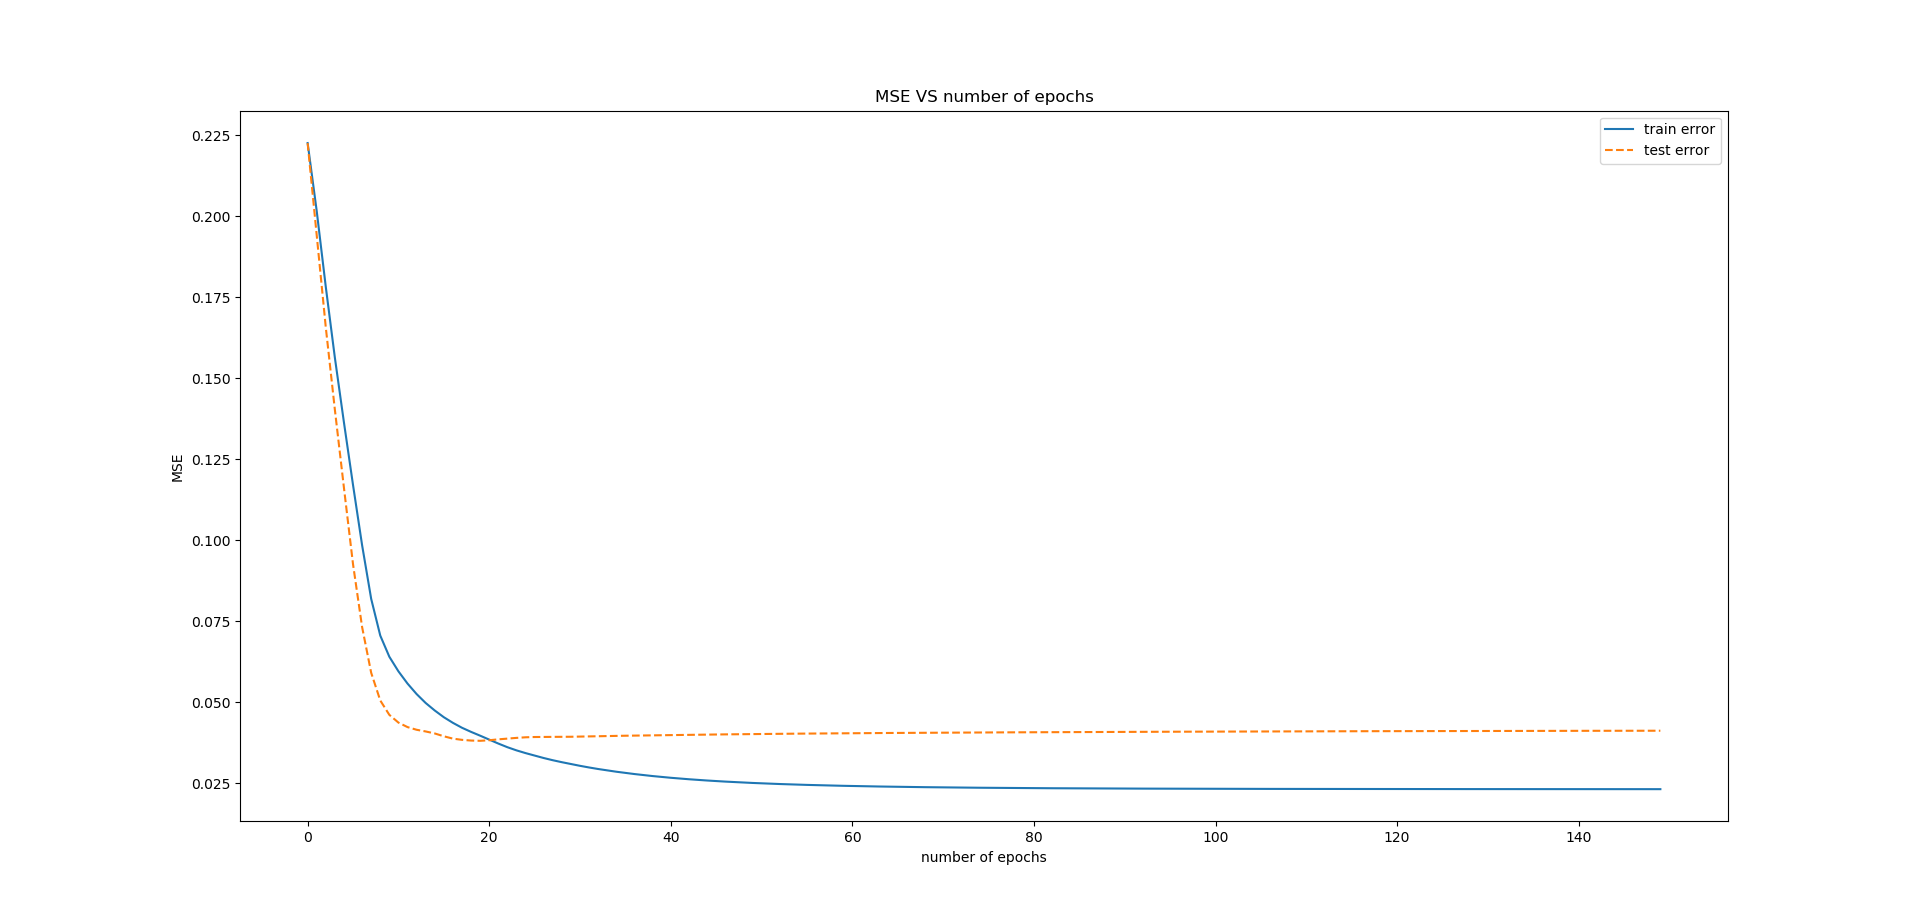 MSE VS number of epochs
train error
test error
0.225
0.200
0.175
0.150
0.125
0.100
0.075
0.050
0.025
MSE
0 20 40 60 80 100 120 140
number of epochs